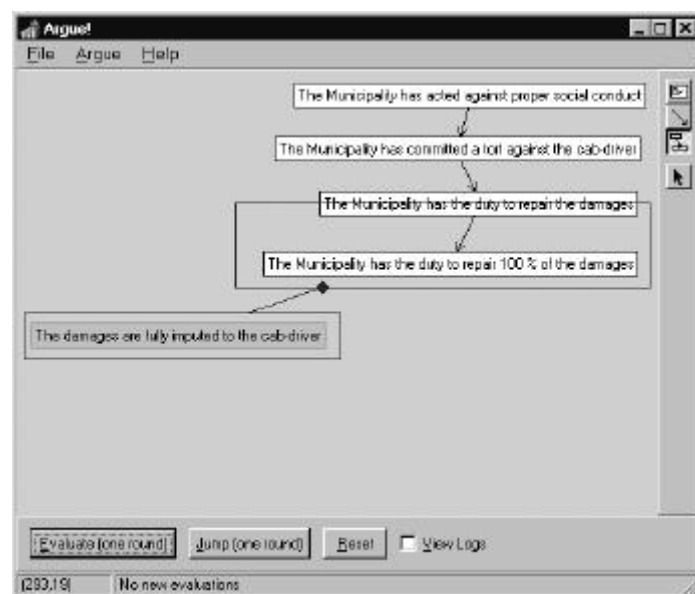 Argue!
File Argue Help
The Municipality has acted against proper social conduct
The Municipality has committed a tort against the cab-driver
The Municipality has the duty to repair the damages
The Municipality has the duty to repair 100 % of the damages
The damages are fully imputed to the cab-driver
Evaluate (one round) Jump (one round) Reset View Logs
(293,19) No new evaluations